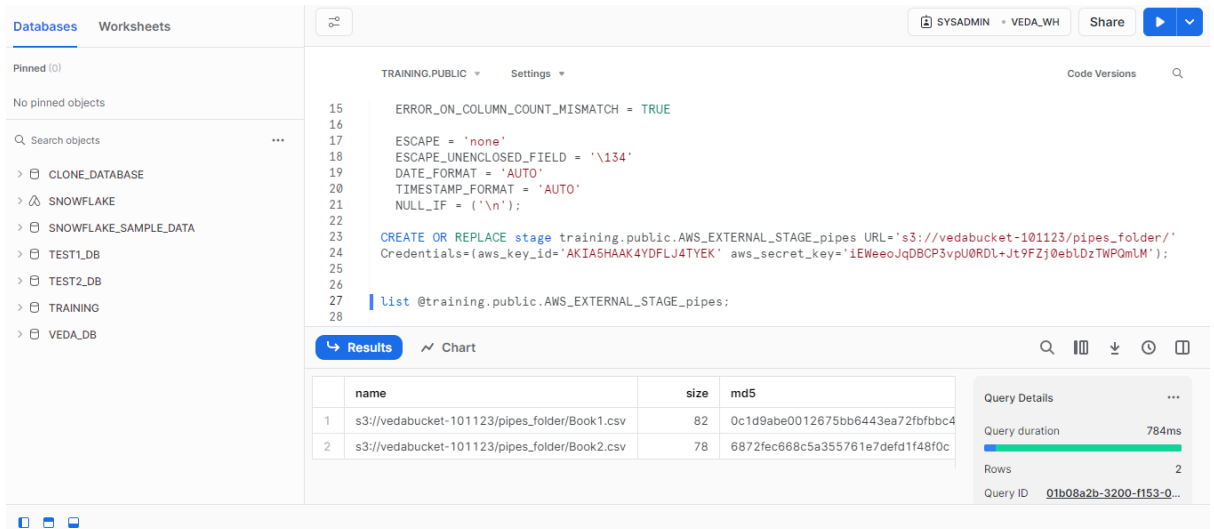 Databases Worksheets
SYSADMIN • VEDA_WH Share
Pinned (0)
No pinned objects
Search objects
CLONE_DATABASE
SNOWFLAKE
SNOWFLAKE_SAMPLE_DATA
TEST1_DB
TEST2_DB
TRAINING
VEDA_DB
TRAINING.PUBLIC Settings Code Versions
15 ERROR_ON_COLUMN_COUNT_MISMATCH = TRUE
16
17 ESCAPE = 'none'
18 ESCAPE_UNENCLOSED_FIELD = '\134'
19 DATE_FORMAT = 'AUTO'
20 TIMESTAMP_FORMAT = 'AUTO'
21 NULL_IF = ('\n');
22
23 CREATE OR REPLACE stage training.public.AWS_EXTERNAL_STAGE_pipes URL='s3://vedabucket-101123/pipes_folder/'
24 Credentials=(aws_key_id='AKIA5HAAK4YDFLJ4TYEK' aws_secret_key='iEWeeoJqDBCP3vpU0RDl+Jt9FZj0eblDzTWPQmlM');
25
26
27 list @training.public.AWS_EXTERNAL_STAGE_pipes;
28
Results Chart
name size md5
1 s3://vedabucket-101123/pipes_folder/Book1.csv 82 0c1d9abe0012675bb6443ea72fbfbbc4
2 s3://vedabucket-101123/pipes_folder/Book2.csv 78 6872fec668c5a355761e7defd1f48f0c
Query Details
Query duration 784ms
Rows 2
Query ID 01b08a2b-3200-f153-0...